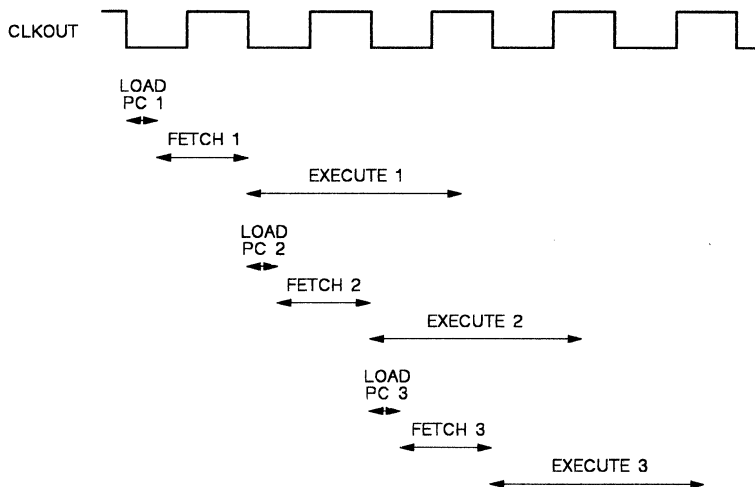 CLKOUT
LOAD
PC 1
FETCH 1
EXECUTE 1
LOAD
PC 2
FETCH 2
EXECUTE 2
LOAD
PC 3
FETCH 3
EXECUTE 3